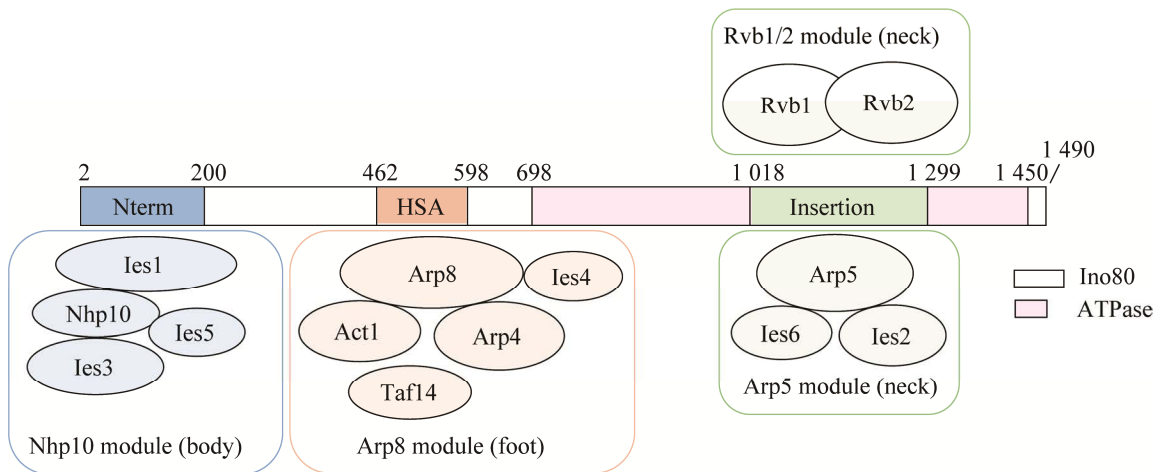 Rvb1/2 module (neck)
Rvb1
Rvb2
2
200
462
598
698
1 018
1 299
1 450
1 490
Nterm
HSA
Insertion
Ies1
Nhp10
Ies5
Ies3
Nhp10 module (body)
Arp8
Ies4
Act1
Arp4
Taf14
Arp8 module (foot)
Arp5
Ies6
Ies2
Arp5 module (neck)
Ino80
ATPase